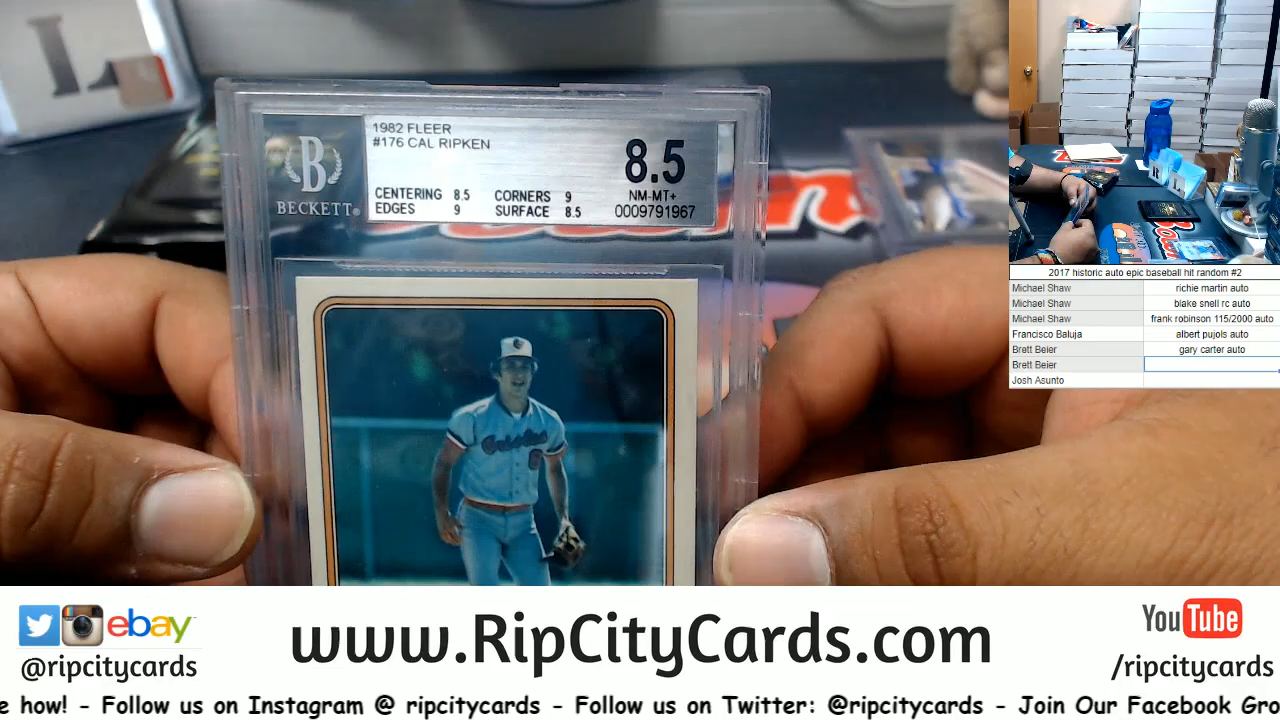 B
BECKETT®
1982 FLEER
#176 CAL RIPKEN
8.5
CENTERING 8.5 CORNERS 9
EDGES 9 SURFACE 8.5
NM-MT+
0009791967
Orioles
2017 historic auto epic baseball hit random #2
Michael Shaw richie martin auto
Michael Shaw blake snell rc auto
Michael Shaw frank robinson 115/2000 auto
Francisco Baluja albert pujols auto
Brett Beier gary carter auto
Brett Beier
Josh Asunto
ebay
@ripcitycards
www.RipCityCards.com
YouTube
/ripcitycards
e how! - Follow us on Instagram @ ripcitycards - Follow us on Twitter: @ripcitycards - Join Our Facebook Gro